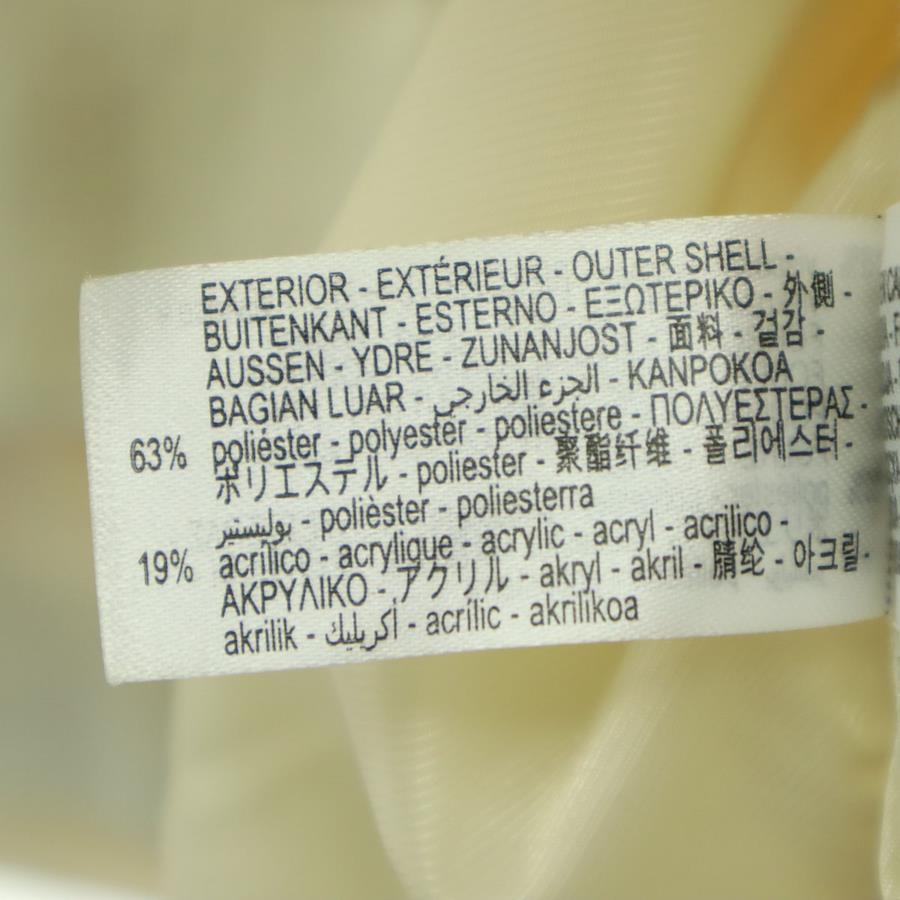 EXTERIOR - EXTÉRIEUR - OUTER SHELL -
BUITENKANT - ESTERNO - ΕΞΩΤΕΡΙΚΟ - 外側 -
AUSSEN - YDRE - ZUNANJOST - 面料 - 겉감 -
BAGIAN LUAR - الجزء الخارجي - KANPOKOA
63% poliéster - polyester - poliestere - ΠΟΛΥΕΣΤΕΡΑΣ -
ポリエステル - poliester - 聚酯纤维 - 폴리에스터 -
بوليستير - polièster - poliesterra
19% acrílico - acrylique - acrylic - acryl - acrilico -
ΑΚΡΥΛΙΚΟ - アクリル - akryl - akril - 腈纶 - 아크릴 -
akrilik - أكريليك - acrílic - akrilikoa